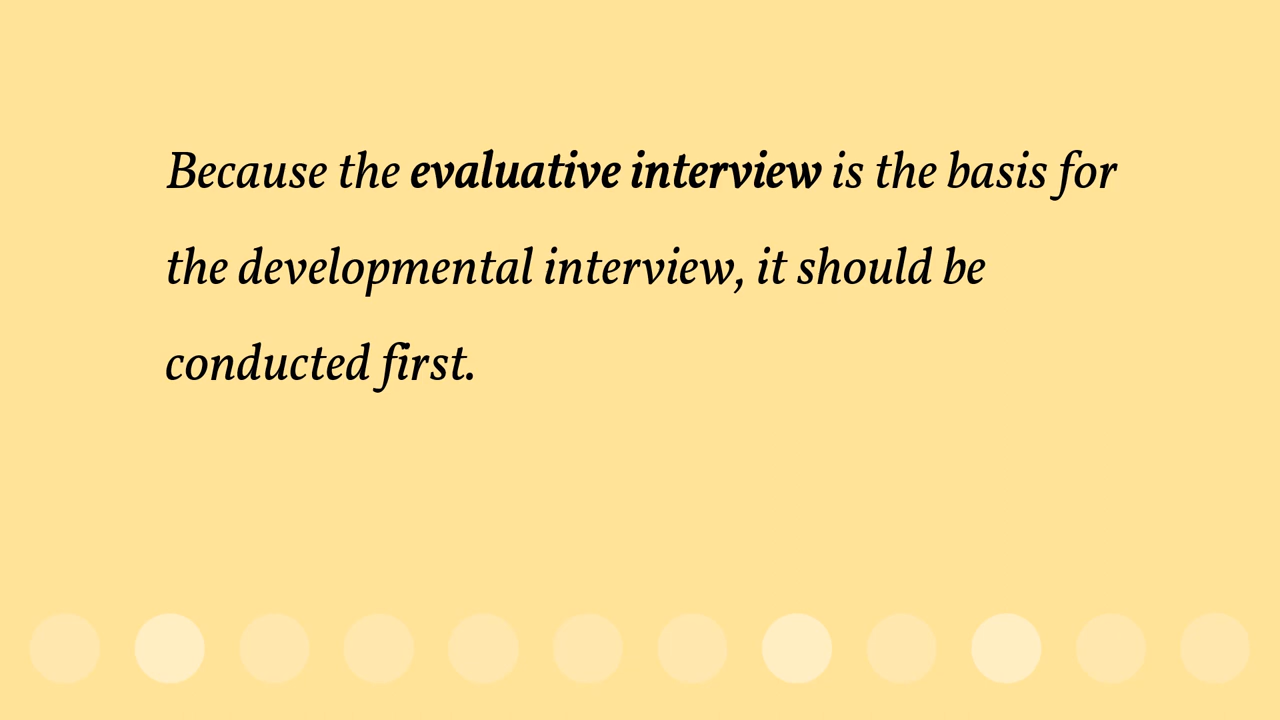 Because the evaluative interview is the basis for
the developmental interview, it should be
conducted first.